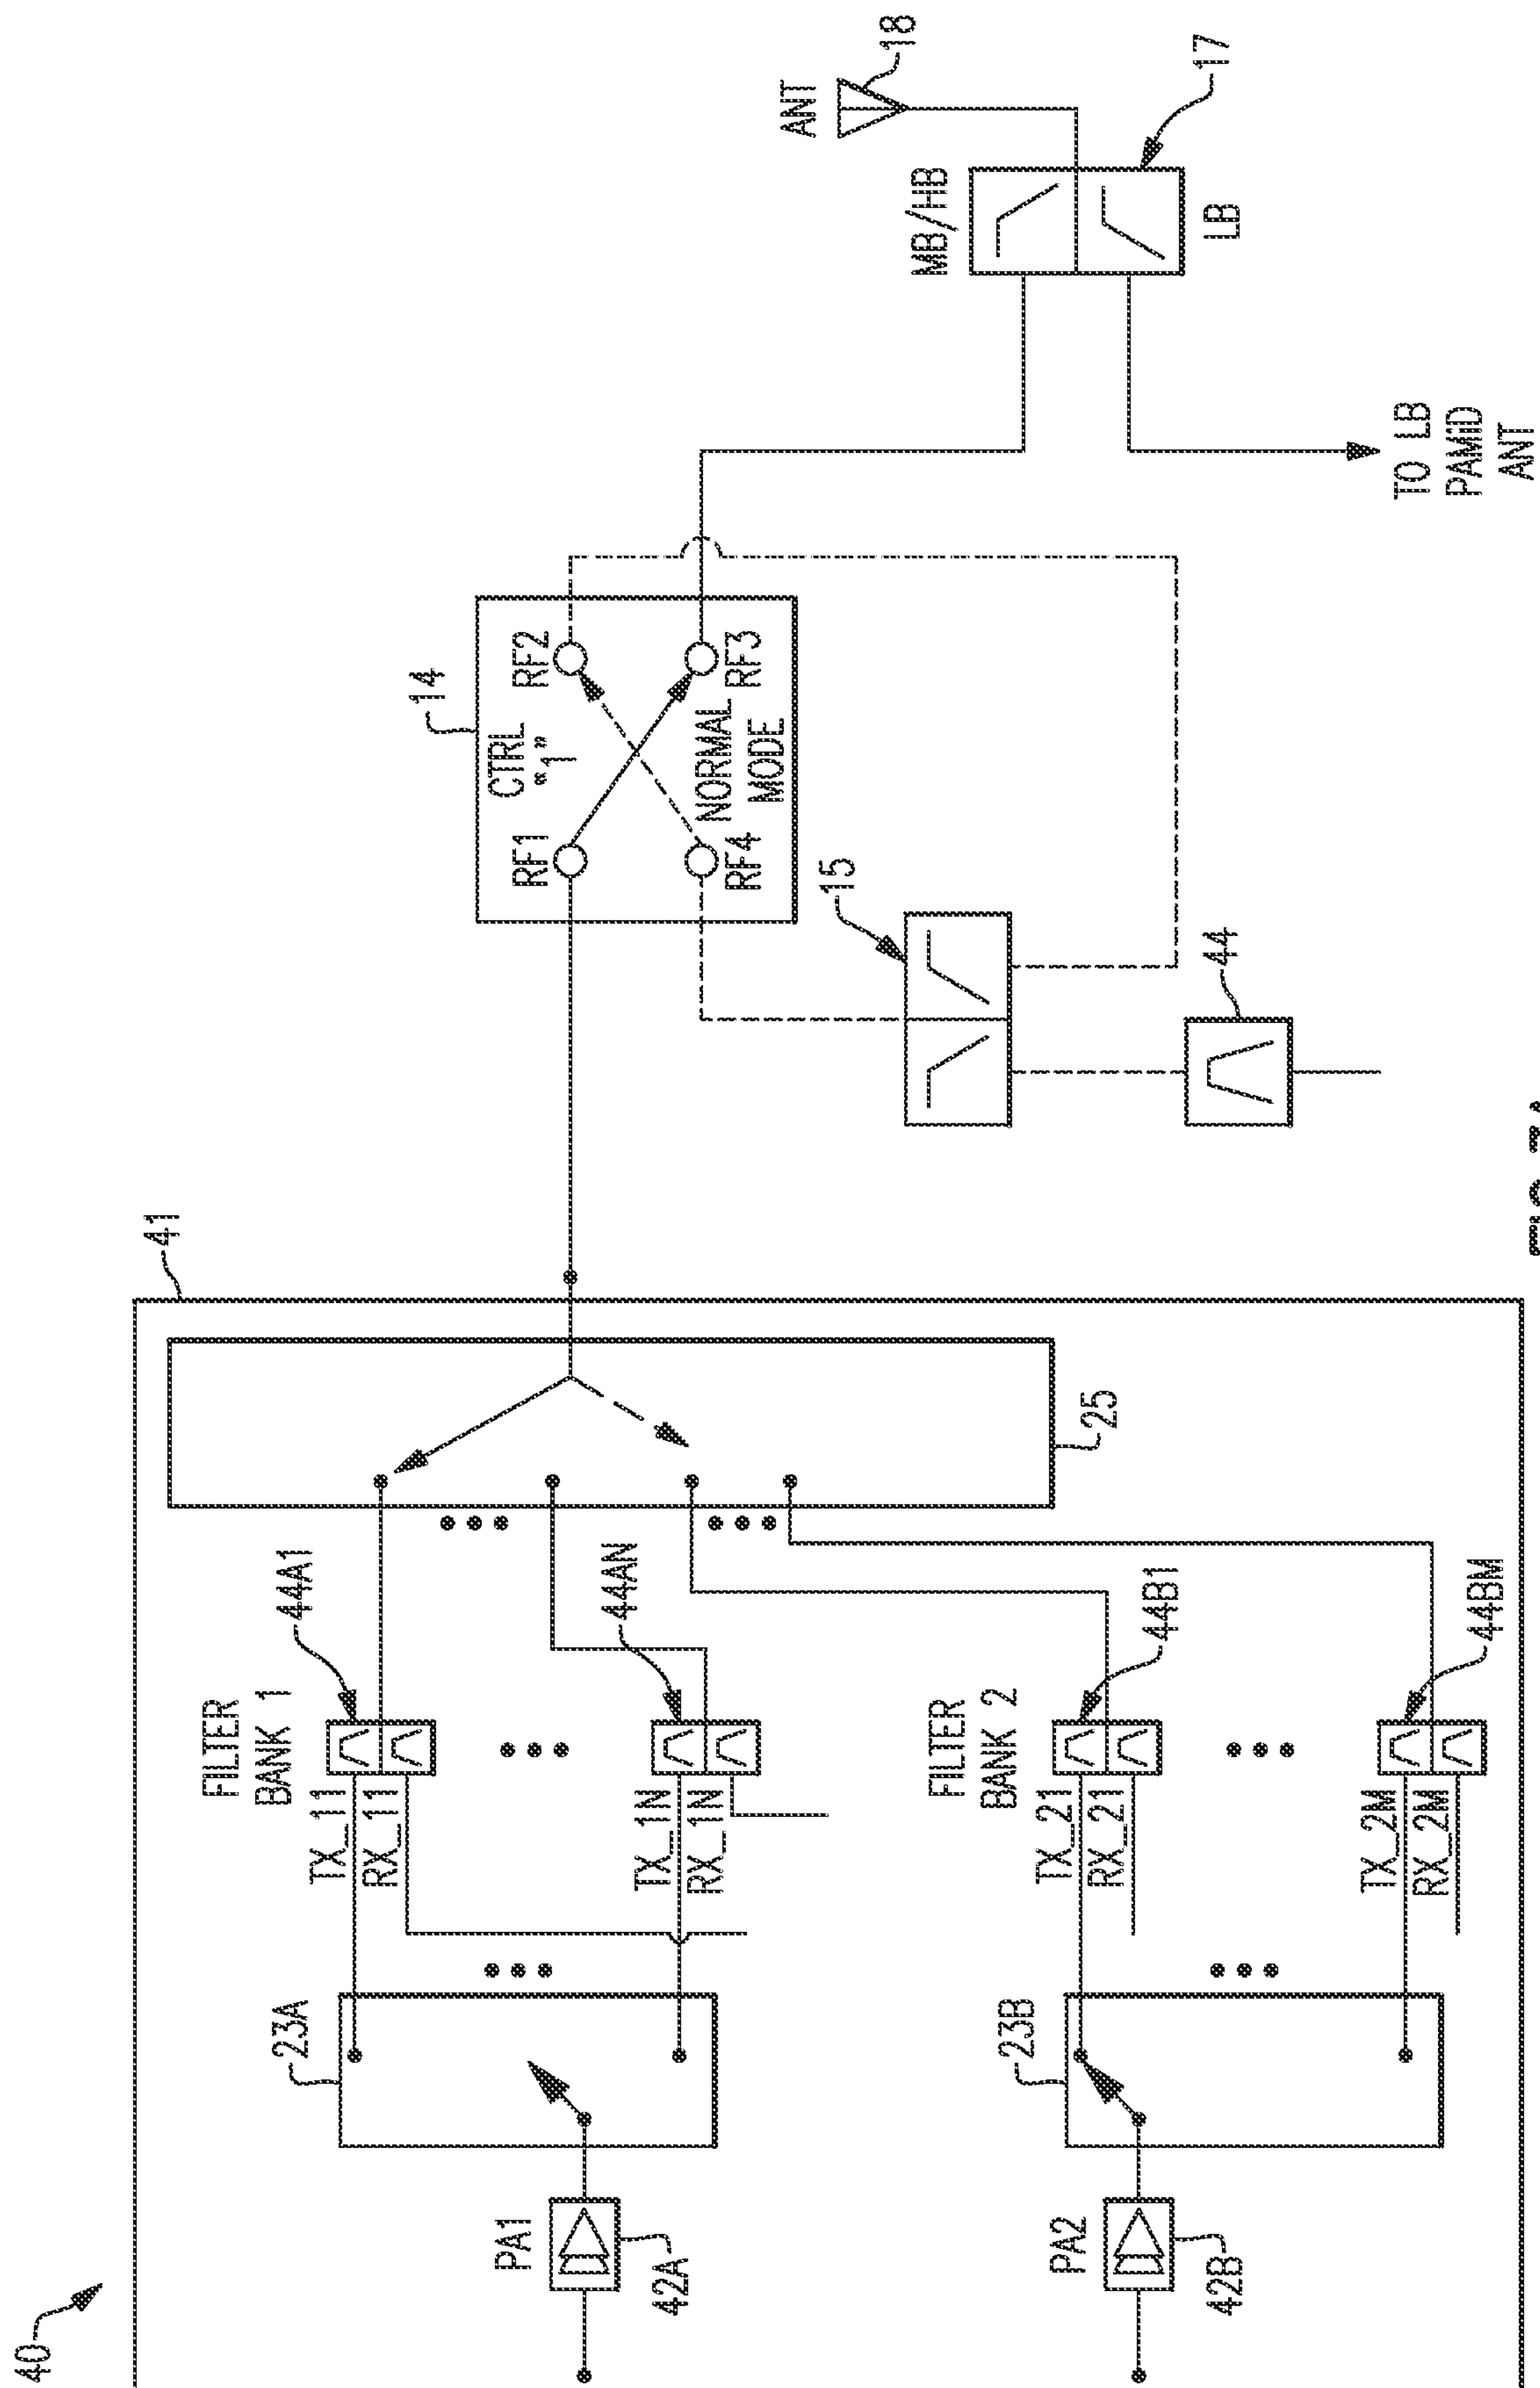 40
41
PA1
42A
23A
FILTER
BANK 1
TX_11
RX_11
44A1
TX_1N
RX_1N
44AN
PA2
42B
23B
FILTER
BANK 2
TX_21
RX_21
44B1
TX_2M
RX_2M
44BM
25
14
CTRL
“1”
RF1
RF2
RF4
RF3
NORMAL
MODE
15
44
ANT
18
MB/HB
LB
17
TO LB
PAMiD
ANT